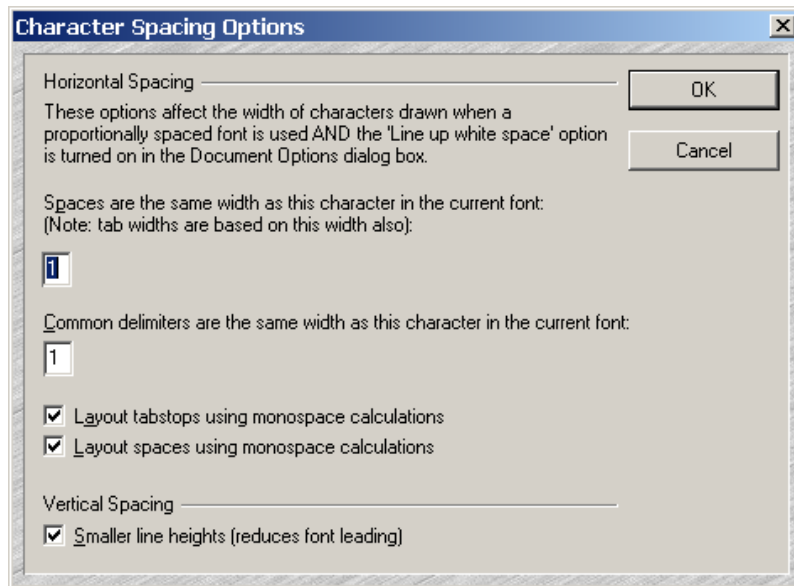 Character Spacing Options
Horizontal Spacing
These options affect the width of characters drawn when a
proportionally spaced font is used AND the 'Line up white space' option
is turned on in the Document Options dialog box.
OK
Cancel
Spaces are the same width as this character in the current font:
(Note: tab widths are based on this width also):
1
Common delimiters are the same width as this character in the current font:
1
Layout tabstops using monospace calculations
Layout spaces using monospace calculations
Vertical Spacing
Smaller line heights (reduces font leading)